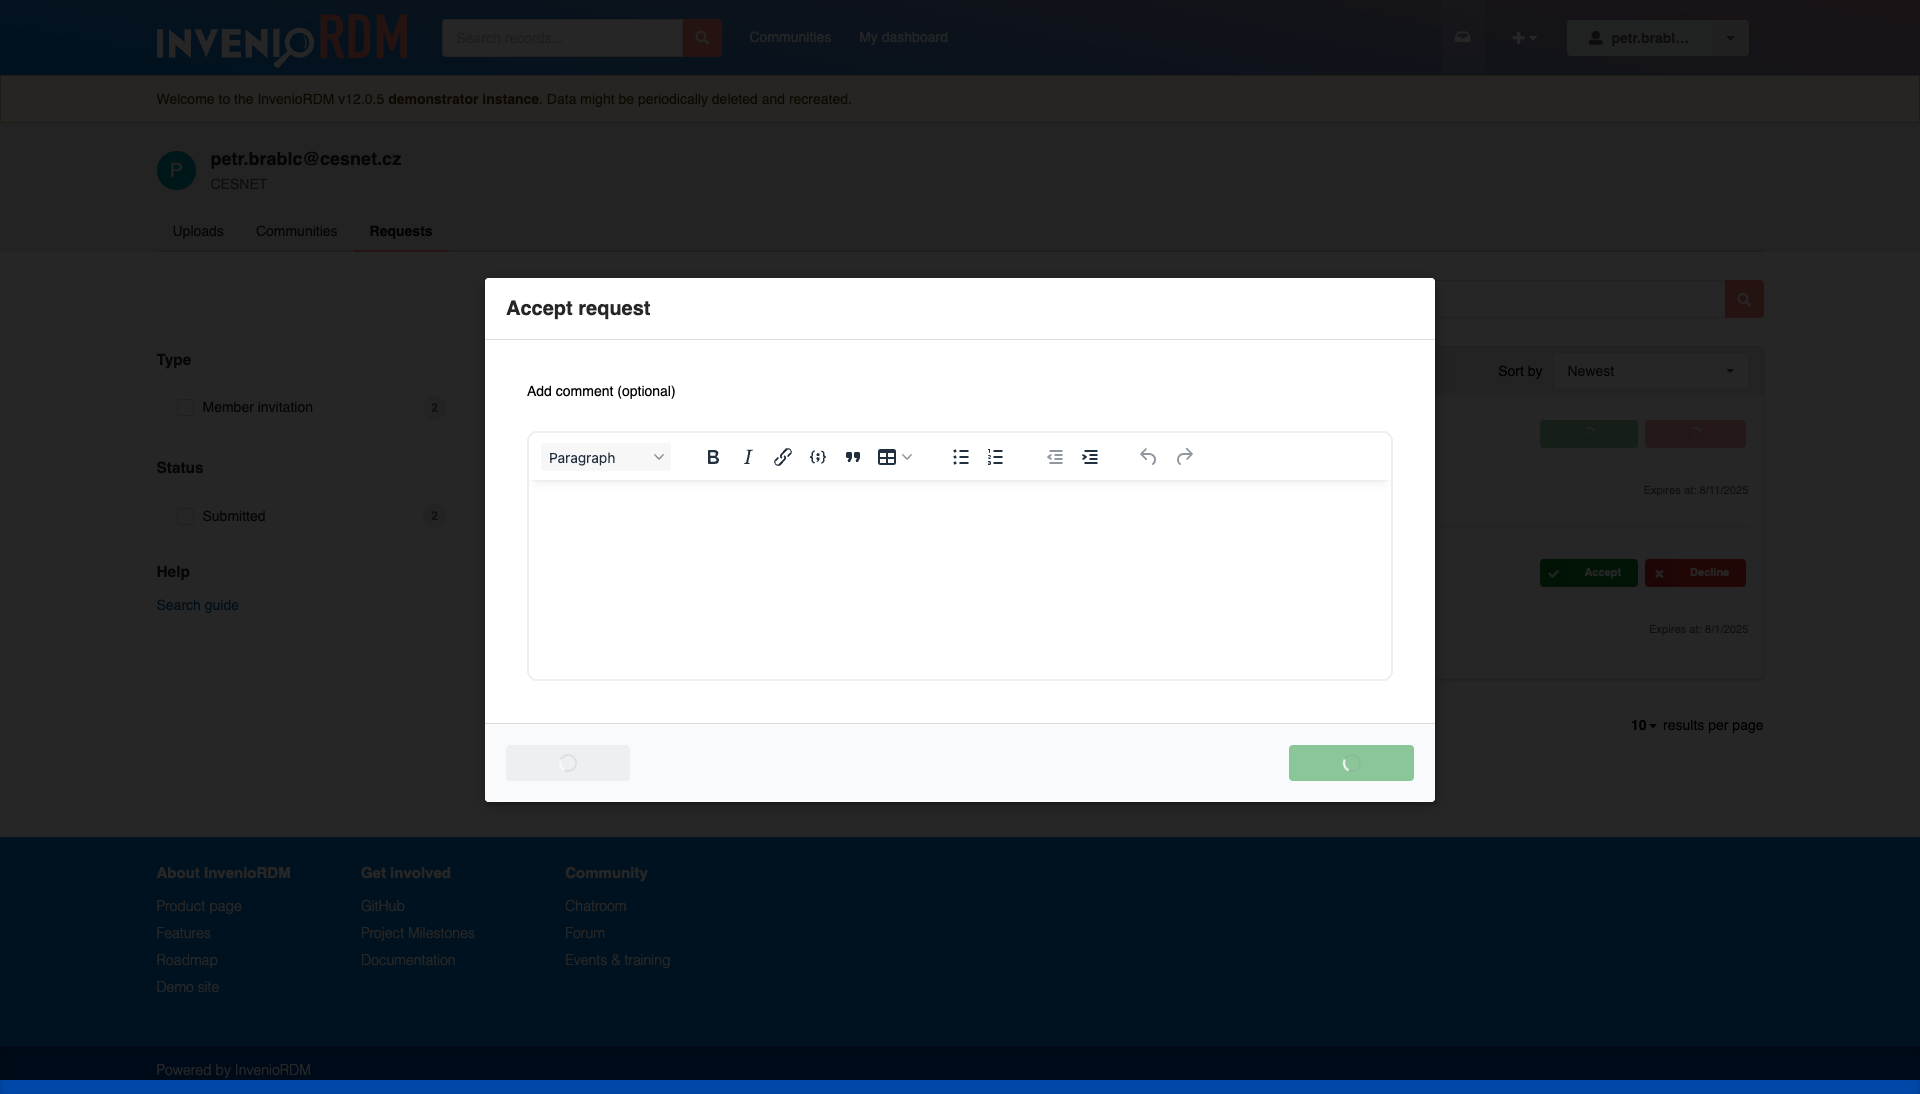 INVENIORDM
Search records...
Communities
My dashboard
petr.brabl...
Welcome to the InvenioRDM v12.0.5 demonstrator instance. Data might be periodically deleted and recreated.
P
petr.brablc@cesnet.cz
CESNET
Uploads
Communities
Requests
Type
Member invitation 2
Status
Submitted 2
Help
Search guide
Accept request
Add comment (optional)
Paragraph
B I
Sort by Newest
Expires at: 8/11/2025
Accept
Decline
Expires at: 8/1/2025
10 results per page
About InvenioRDM
Product page
Features
Roadmap
Demo site
Get involved
GitHub
Project Milestones
Documentation
Community
Chatroom
Forum
Events & training
Powered by InvenioRDM